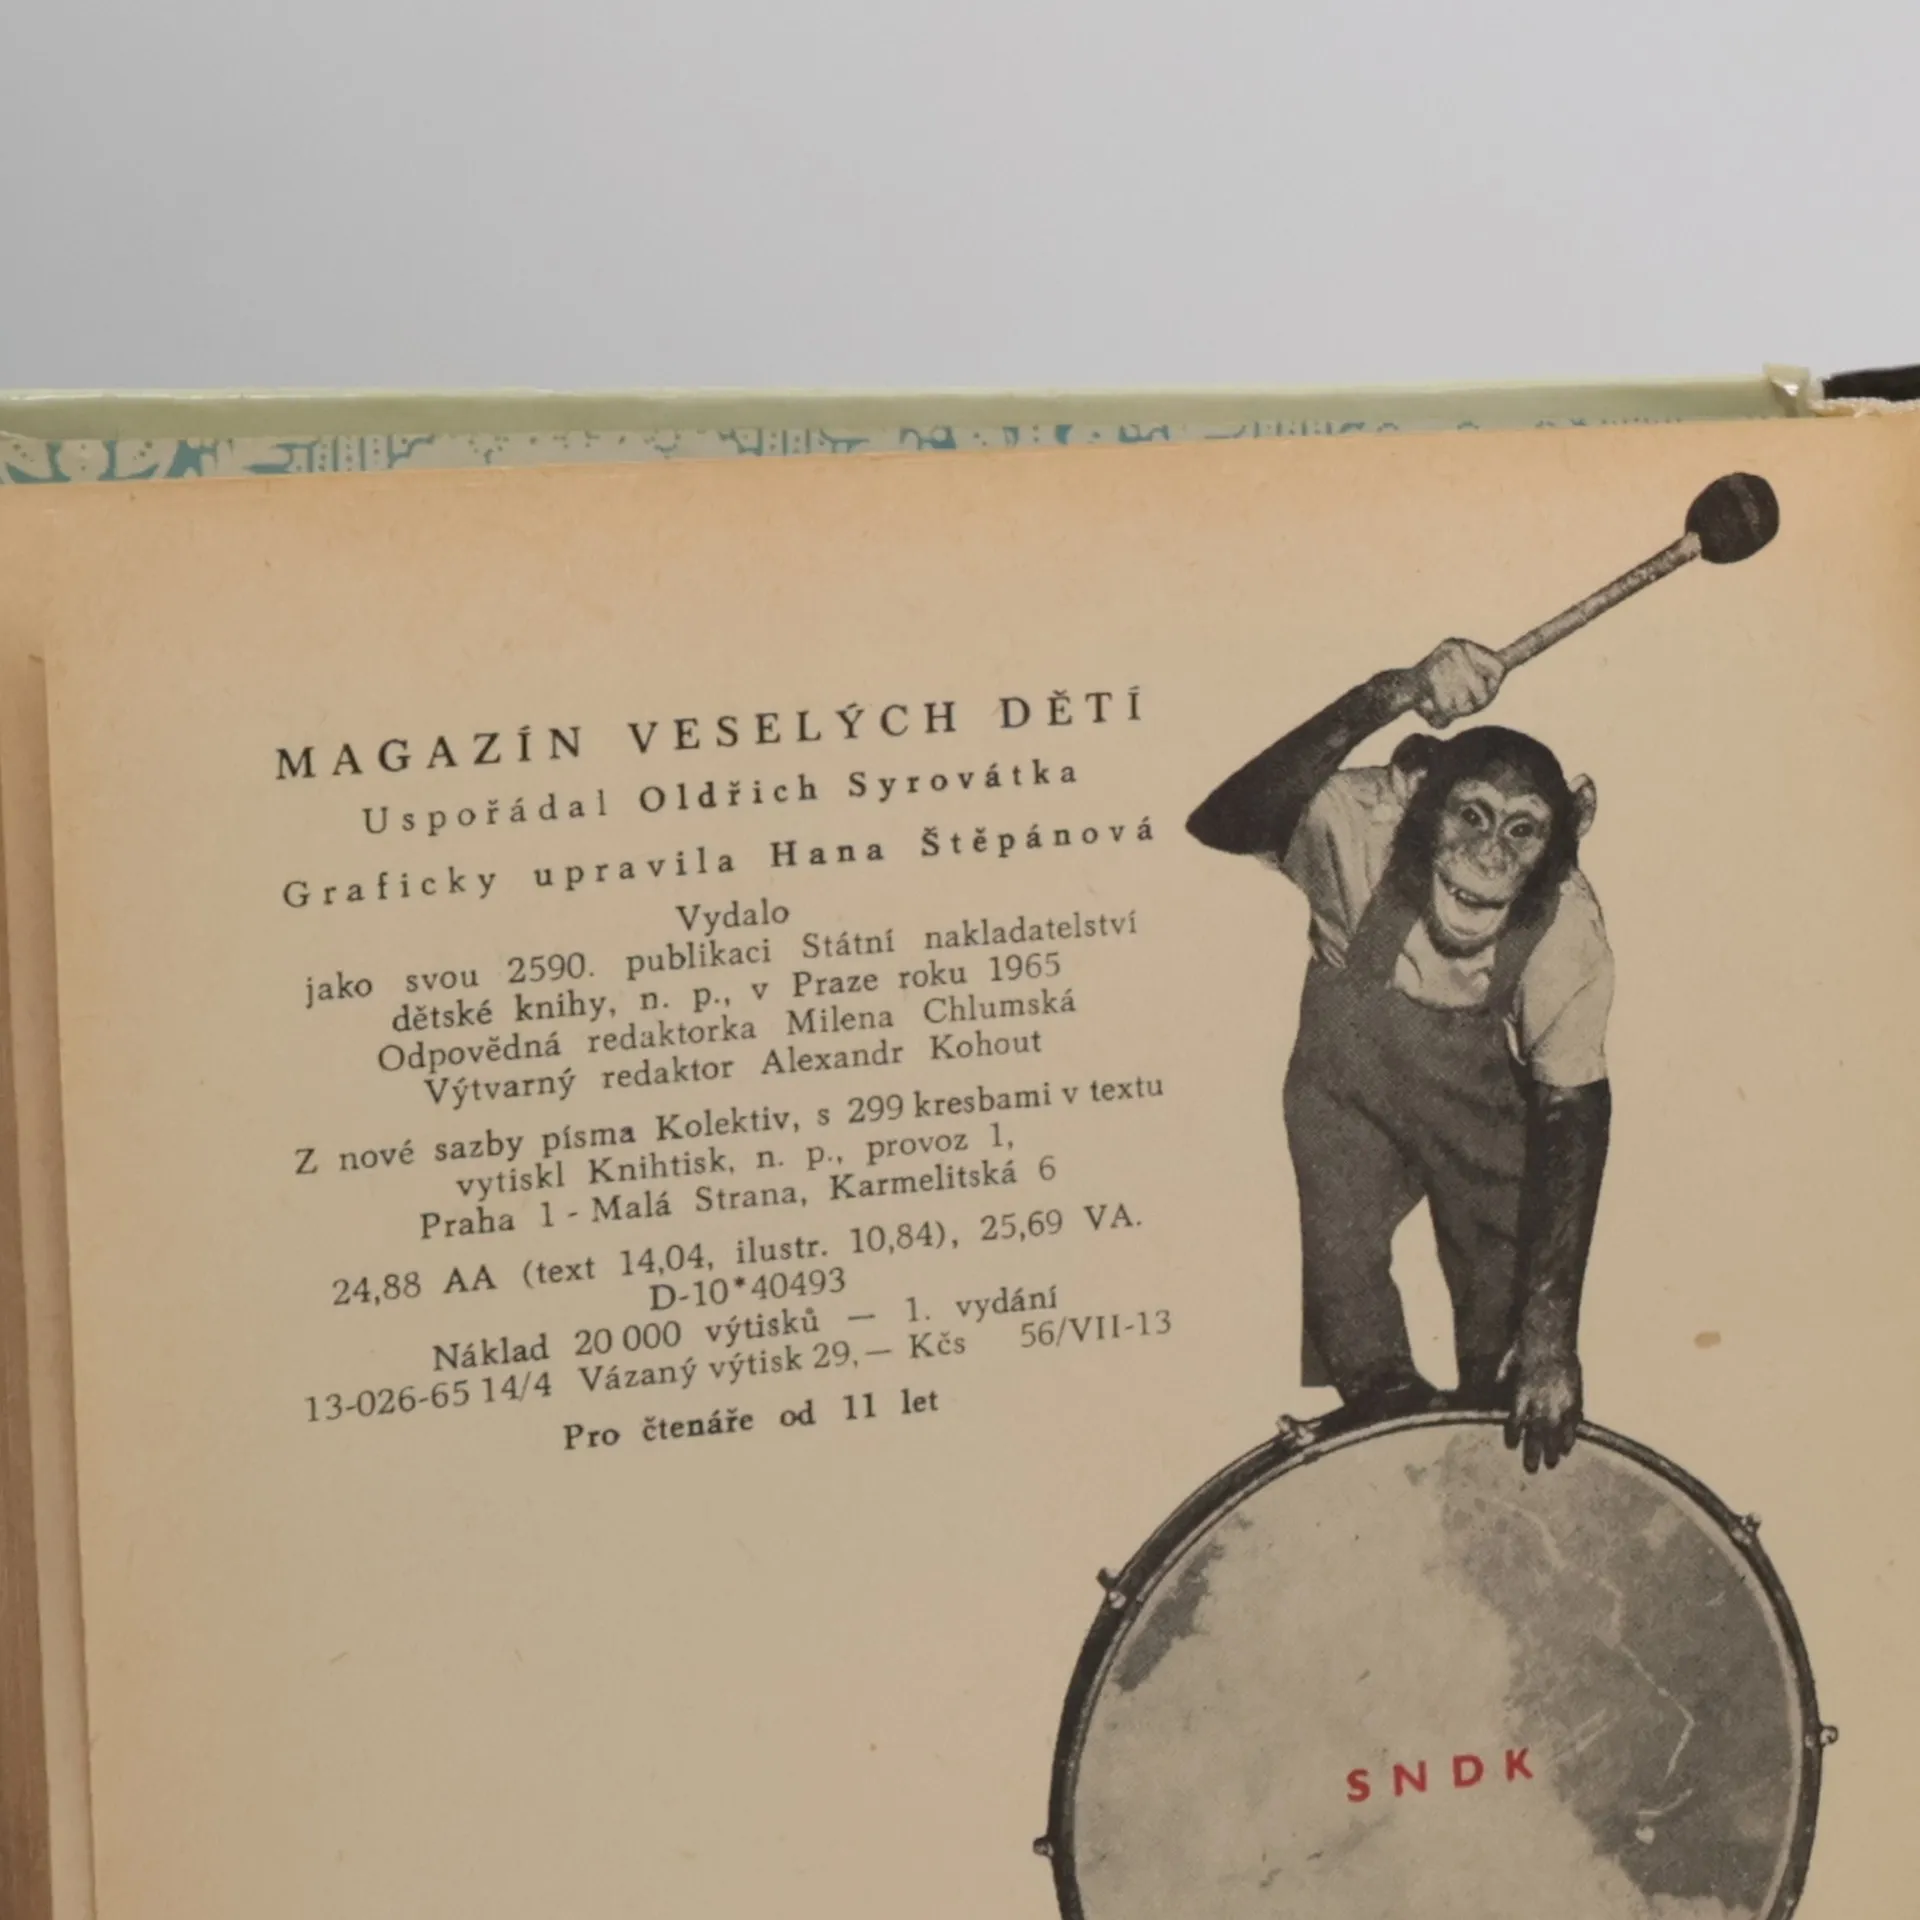 MAGAZÍN VESELÝCH DĚTÍ
Uspořádal Oldřich Syrovátka
Graficky upravila Hana Štěpánová
Vydalo
jako svou 2590. publikaci Státní nakladatelství
dětské knihy, n. p., v Praze roku 1965
Odpovědná redaktorka Milena Chlumská
Výtvarný redaktor Alexandr Kohout
Z nové sazby písma Kolektiv, s 299 kresbami v textu
vytiskl Knihtisk, n. p., provoz 1,
Praha 1 - Malá Strana, Karmelitská 6
24,88 AA (text 14,04, ilustr. 10,84), 25,69 VA.
D-10*40493
Náklad 20 000 výtisků — 1. vydání
13-026-65 14/4 Vázaný výtisk 29,— Kčs 56/VII-13
Pro čtenáře od 11 let
SNDK